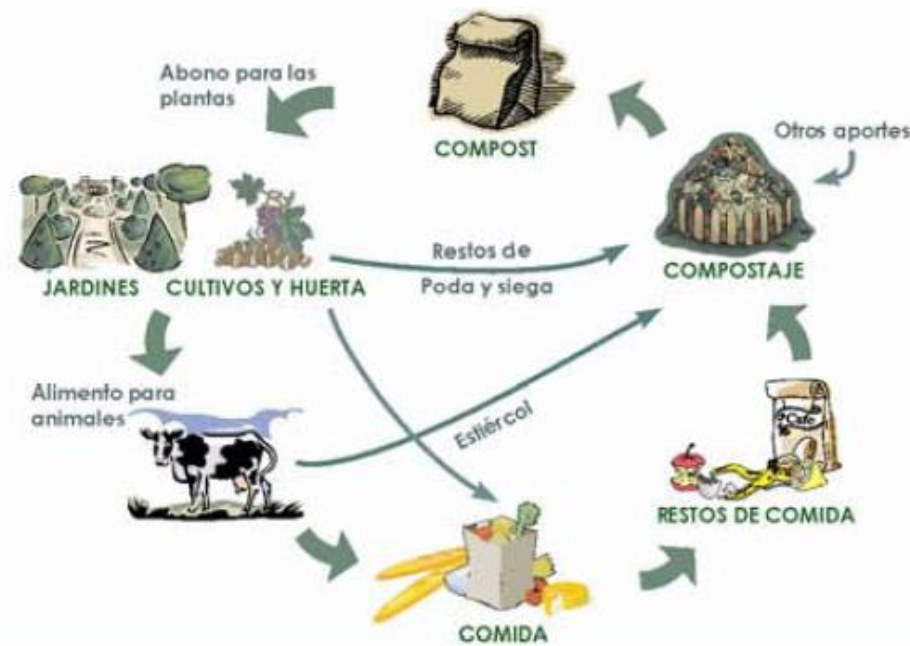 Abono para las
plantas
COMPOST
Otros aportes
JARDINES
CULTIVOS Y HUERTA
Restos de
Poda y siega
COMPOSTAJE
Alimento para
animales
Estiércol
Café
RESTOS DE COMIDA
COMIDA